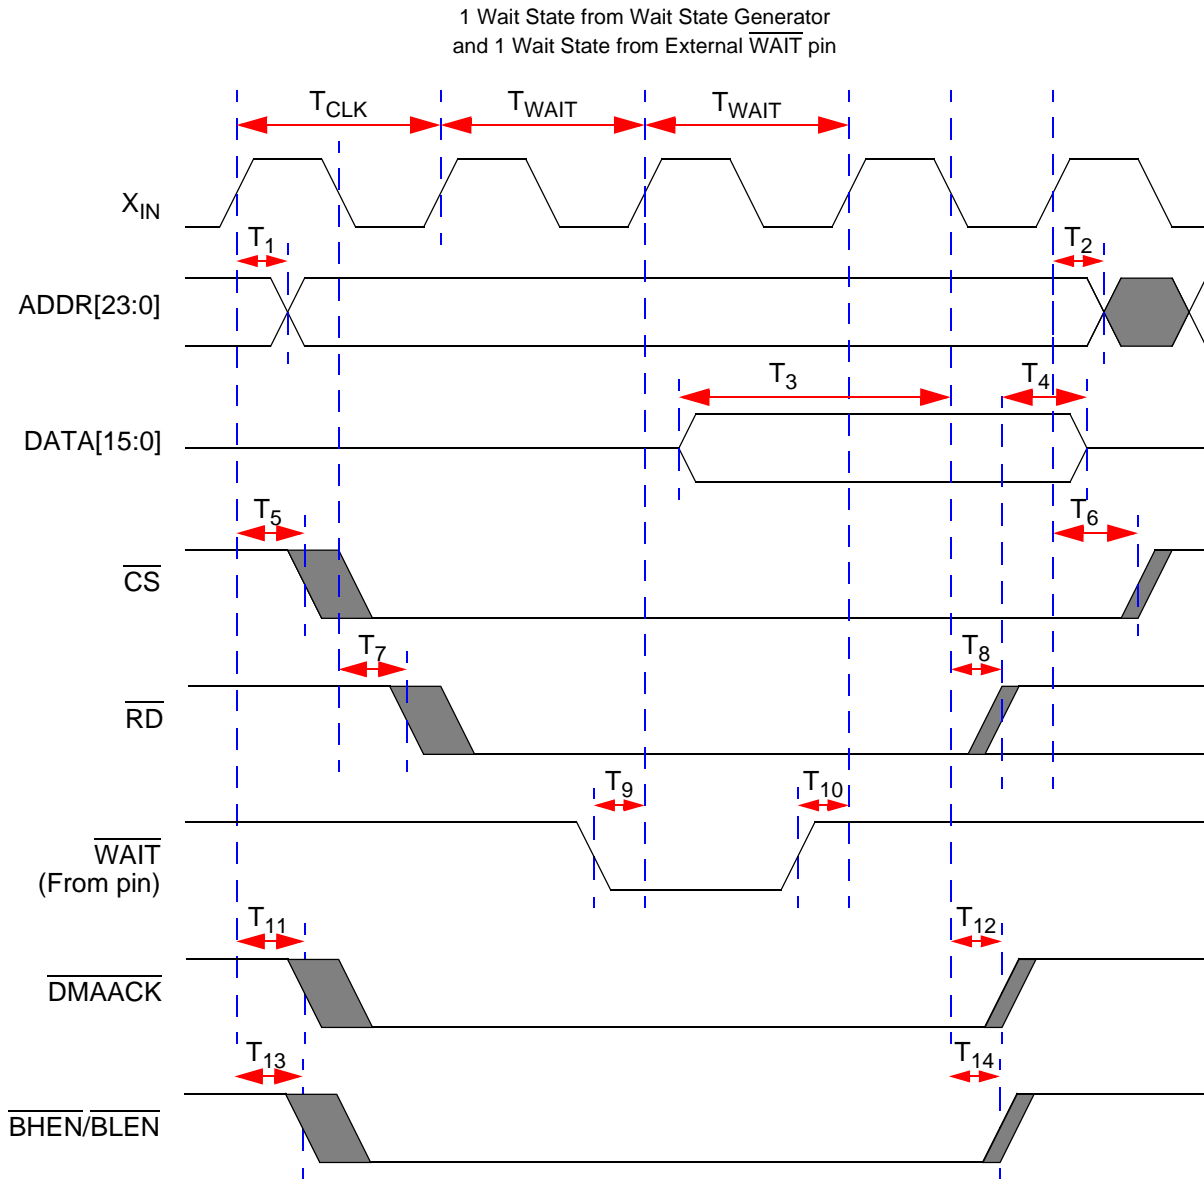 1 Wait State from Wait State Generator
and 1 Wait State from External WAIT pin
TCLK
TWAIT
TWAIT
XIN
T1
T2
ADDR[23:0]
T3
T4
DATA[15:0]
T5
T6
CS
T7
T8
RD
T9
T10
WAIT
(From pin)
T11
T12
DMAACK
T13
T14
BHEN/BLEN